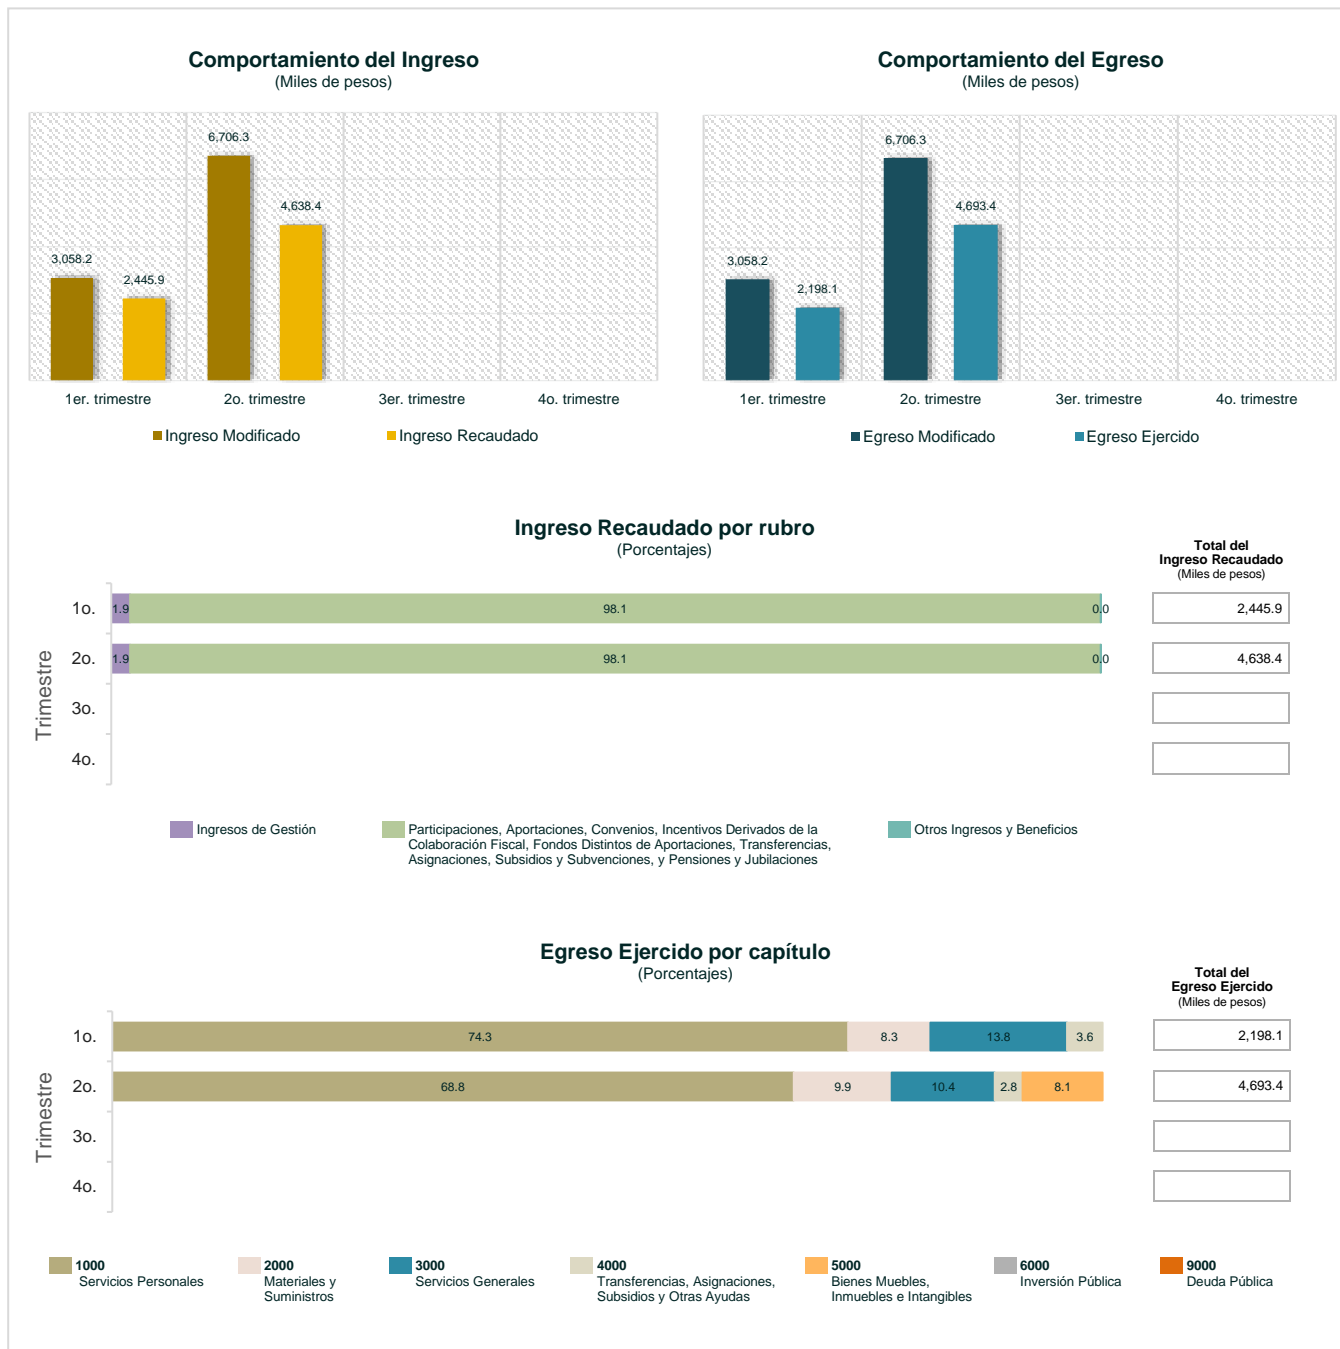 Comportamiento del Ingreso
(Miles de pesos)
6,706.3
4,638.4
3,058.2
2,445.9
1er. trimestre
2o. trimestre
3er. trimestre
4o. trimestre
Ingreso Modificado
Ingreso Recaudado
Comportamiento del Egreso
(Miles de pesos)
6,706.3
4,693.4
3,058.2
2,198.1
1er. trimestre
2o. trimestre
3er. trimestre
4o. trimestre
Egreso Modificado
Egreso Ejercido
Ingreso Recaudado por rubro
(Porcentajes)
Total del
Ingreso Recaudado
(Miles de pesos)
Trimestre
1o.
1.9
98.1
0.0
2,445.9
2o.
1.9
98.1
0.0
4,638.4
3o.
4o.
Ingresos de Gestión
Participaciones, Aportaciones, Convenios, Incentivos Derivados de la
Colaboración Fiscal, Fondos Distintos de Aportaciones, Transferencias,
Asignaciones, Subsidios y Subvenciones, y Pensiones y Jubilaciones
Otros Ingresos y Beneficios
Egreso Ejercido por capítulo
(Porcentajes)
Total del
Egreso Ejercido
(Miles de pesos)
Trimestre
1o.
74.3
8.3
13.8
3.6
2,198.1
2o.
68.8
9.9
10.4
2.8
8.1
4,693.4
3o.
4o.
1000
Servicios Personales
2000
Materiales y
Suministros
3000
Servicios Generales
4000
Transferencias, Asignaciones,
Subsidios y Otras Ayudas
5000
Bienes Muebles,
Inmuebles e Intangibles
6000
Inversión Pública
9000
Deuda Pública